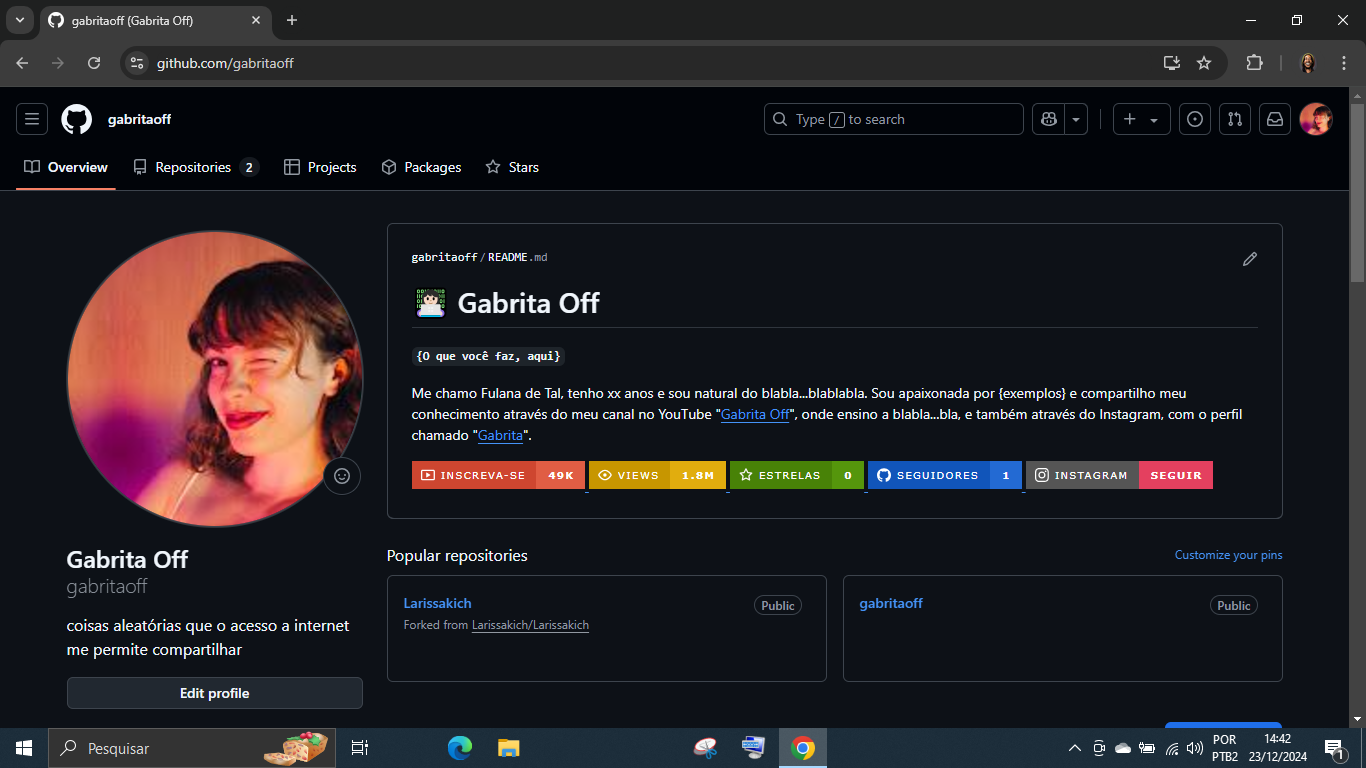 gabritaoff (Gabrita Off)
github.com/gabritaoff
gabritaoff
Type / to search
Overview
Repositories 2
Projects
Packages
Stars
gabritaoff/README.md
Gabrita Off
{O que você faz, aqui}
Me chamo Fulana de Tal, tenho xx anos e sou natural do blabla...blablabla. Sou apaixonada por {exemplos} e compartilho meu
conhecimento através do meu canal no YouTube "Gabrita Off", onde ensino a blabla...bla, e também através do Instagram, com o perfil
chamado "Gabrita".
INSCREVA-SE 49K
VIEWS 1.8M
ESTRELAS 0
SEGUIDORES 1
INSTAGRAM SEGUIR
Gabrita Off
gabritaoff
coisas aleatórias que o acesso a internet
me permite compartilhar
Edit profile
Popular repositories
Customize your pins
Larissakich
Public
Forked from Larissakich/Larissakich
gabritaoff
Public
Pesquisar
POR
PTB2
14:42
23/12/2024
1